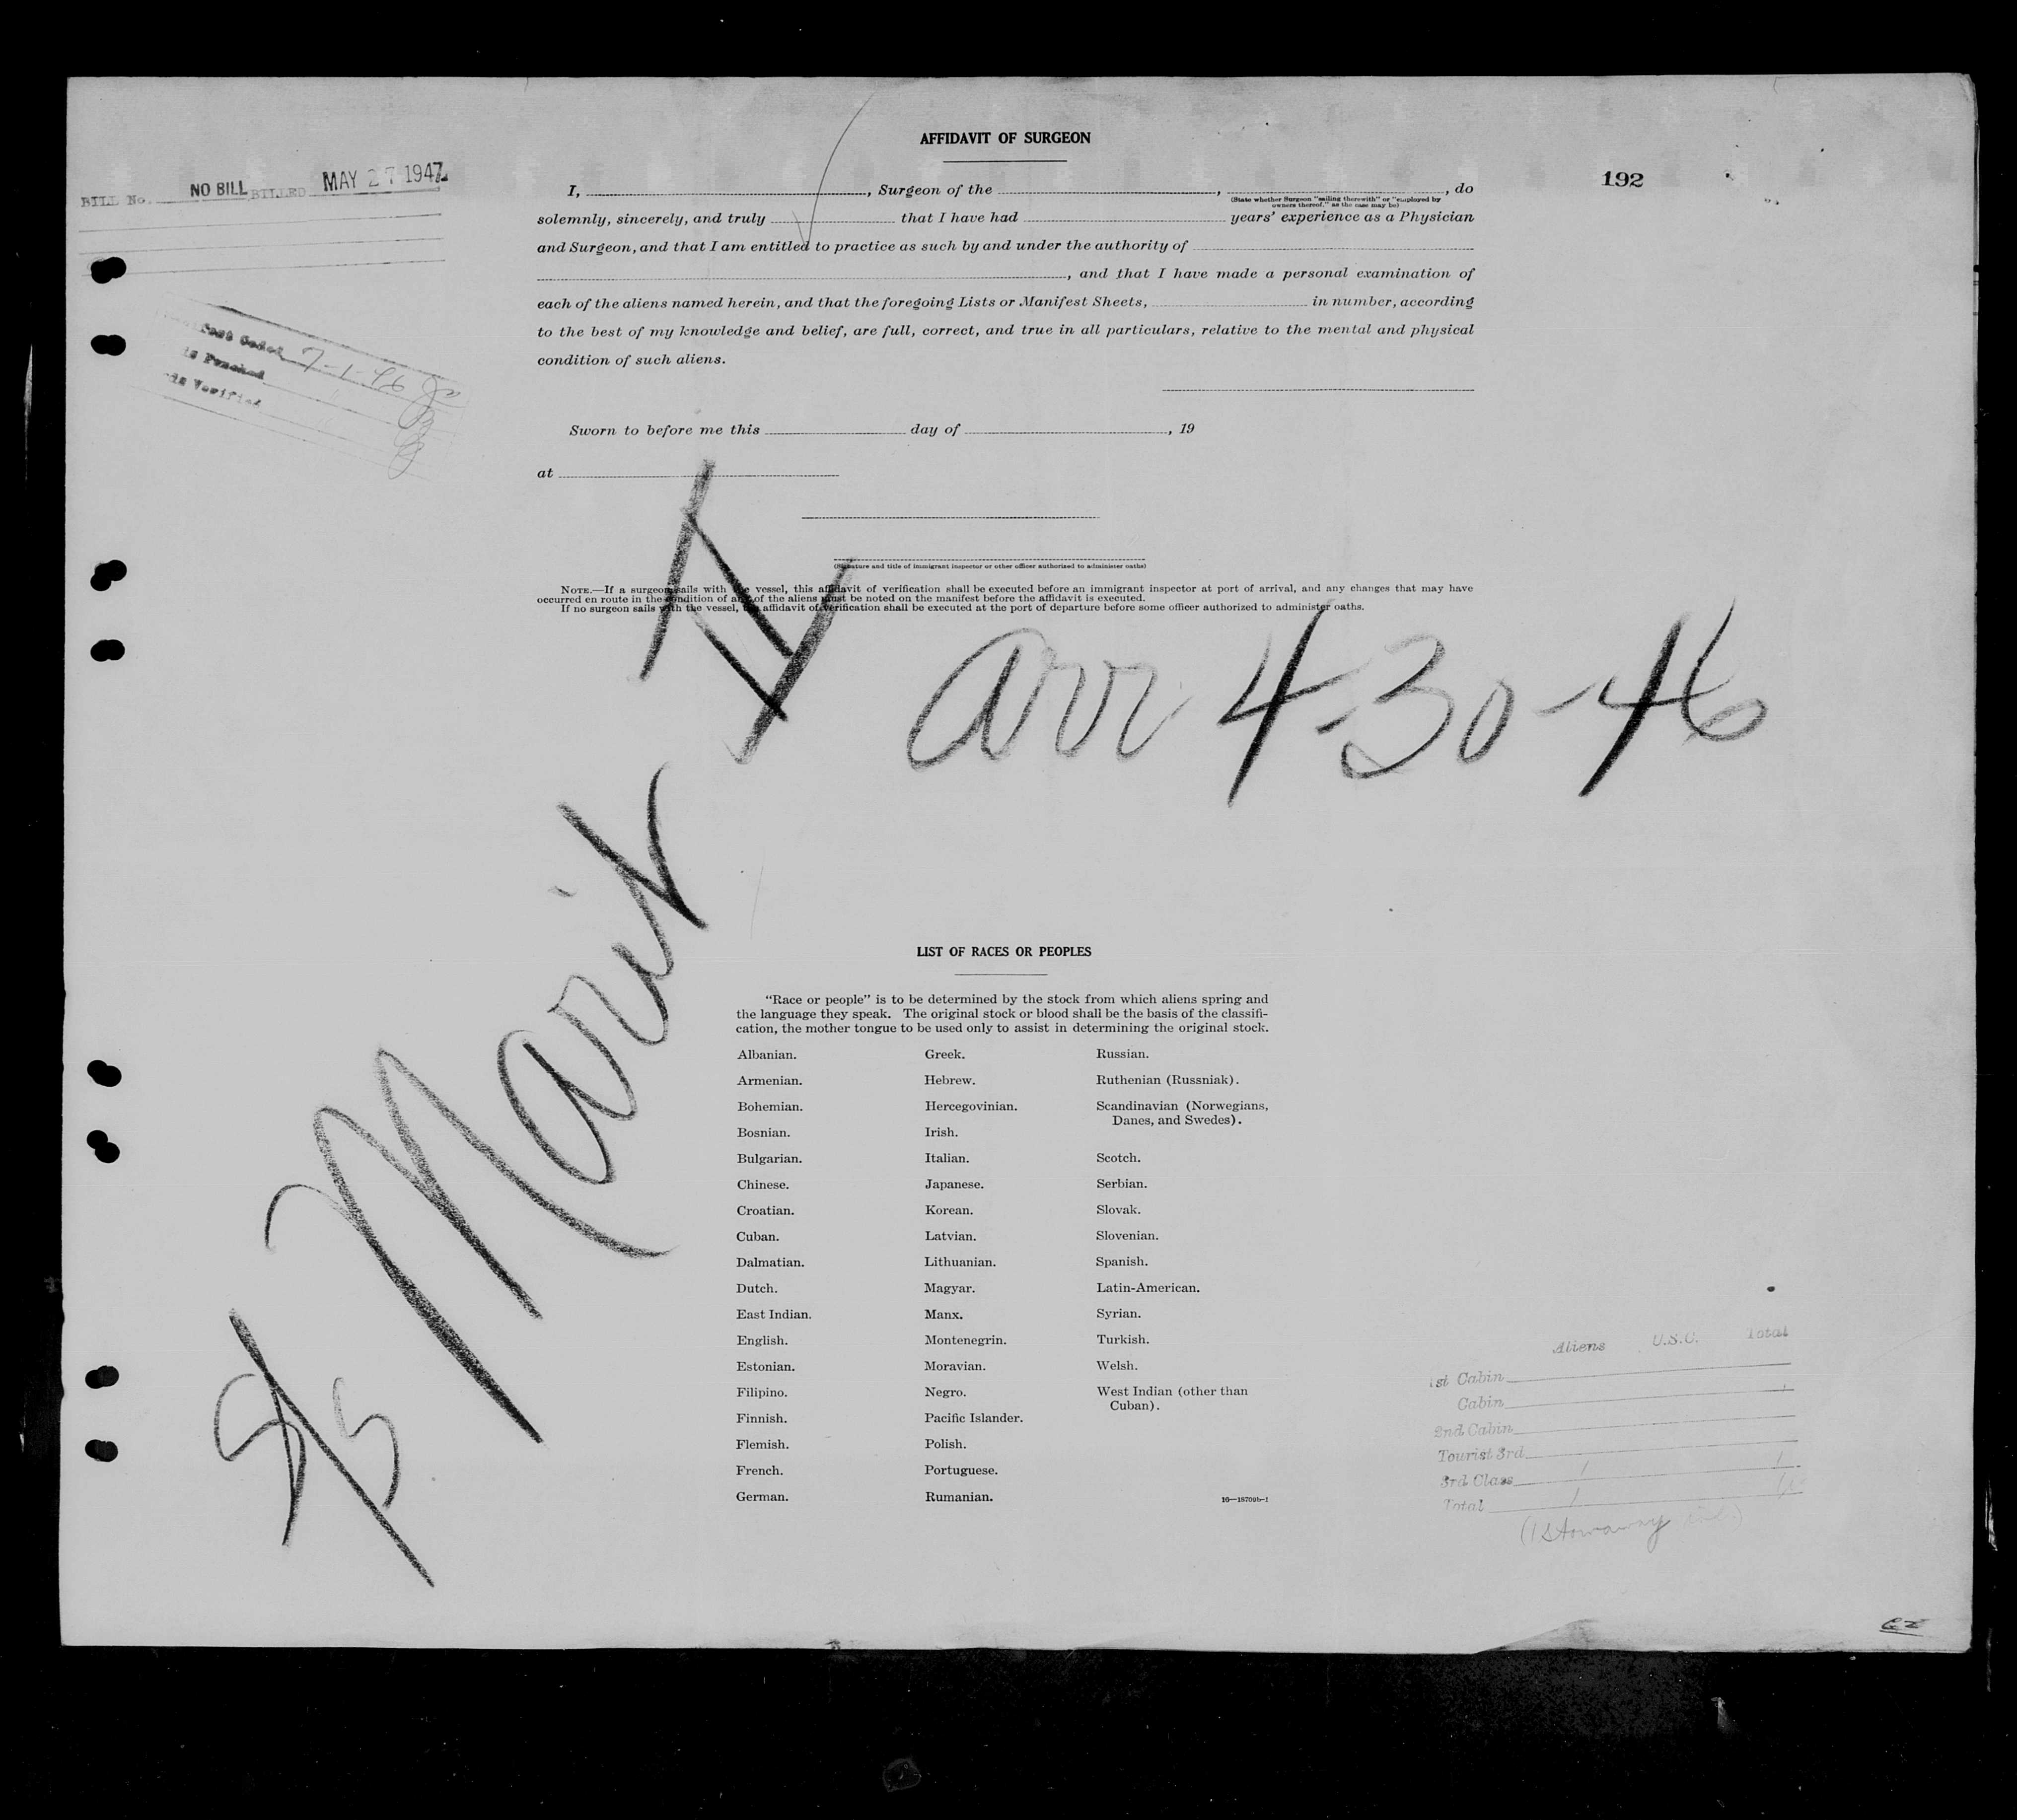 AFFIDAVIT OF SURGEON
192
BILL No. NO BILL BILLED MAY 27 1947
I, , Surgeon of the , , do
(State whether Surgeon "sailing therewith" or "employed by
owners thereof," as the case may be)
solemnly, sincerely, and truly that I have had years' experience as a Physician
and Surgeon, and that I am entitled to practice as such by and under the authority of
, and that I have made a personal examination of
each of the aliens named herein, and that the foregoing Lists or Manifest Sheets, in number, according
to the best of my knowledge and belief, are full, correct, and true in all particulars, relative to the mental and physical
condition of such aliens.
Coded 7-1-46
is Punched
is Verified
Sworn to before me this day of , 19
at
(Signature and title of immigrant inspector or other officer authorized to administer oaths)
NOTE.—If a surgeon sails with the vessel, this affidavit of verification shall be executed before an immigrant inspector at port of arrival, and any changes that may have
occurred en route in the condition of any of the aliens must be noted on the manifest before the affidavit is executed.
If no surgeon sails with the vessel, the affidavit of verification shall be executed at the port of departure before some officer authorized to administer oaths.
S/S Marit II
arr 4-30-46
LIST OF RACES OR PEOPLES
"Race or people" is to be determined by the stock from which aliens spring and
the language they speak. The original stock or blood shall be the basis of the classifi-
cation, the mother tongue to be used only to assist in determining the original stock.
Albanian.
Armenian.
Bohemian.
Bosnian.
Bulgarian.
Chinese.
Croatian.
Cuban.
Dalmatian.
Dutch.
East Indian.
English.
Estonian.
Filipino.
Finnish.
Flemish.
French.
German.
Greek.
Hebrew.
Hercegovinian.
Irish.
Italian.
Japanese.
Korean.
Latvian.
Lithuanian.
Magyar.
Manx.
Montenegrin.
Moravian.
Negro.
Pacific Islander.
Polish.
Portuguese.
Rumanian.
Russian.
Ruthenian (Russniak).
Scandinavian (Norwegians,
Danes, and Swedes).
Scotch.
Serbian.
Slovak.
Slovenian.
Spanish.
Latin-American.
Syrian.
Turkish.
Welsh.
West Indian (other than
Cuban).
16—18709b-1
Aliens U.S.C. Total
1st Cabin
Cabin
2nd Cabin
Tourist 3rd
3rd Class 1 1
Total 1
(1 Stowaway